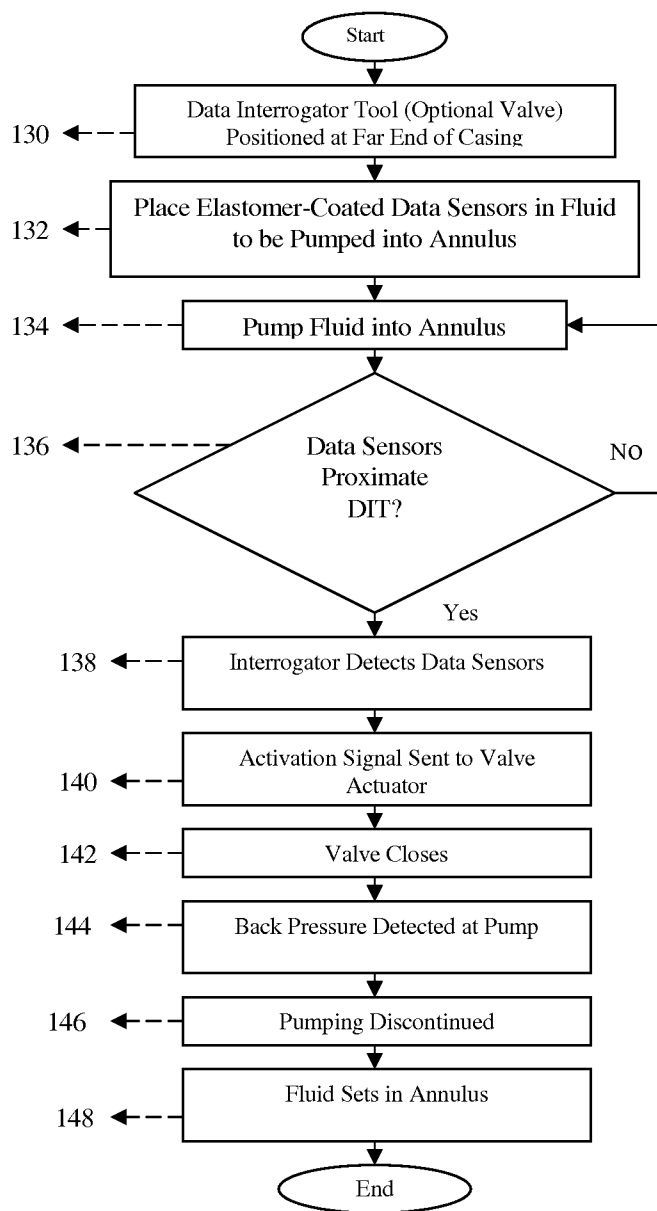 Start
Data Interrogator Tool (Optional Valve)
130
Positioned at Far End of Casing
Place Elastomer-Coated Data Sensors in Fluid
132
to be Pumped into Annulus
134
Pump Fluid into Annulus
136
Data Sensors
Proximate
DIT?
No
Yes
138
Interrogator Detects Data Sensors
Activation Signal Sent to Valve
140
Actuator
142
Valve Closes
144
Back Pressure Detected at Pump
146
Pumping Discontinued
Fluid Sets in Annulus
148
End